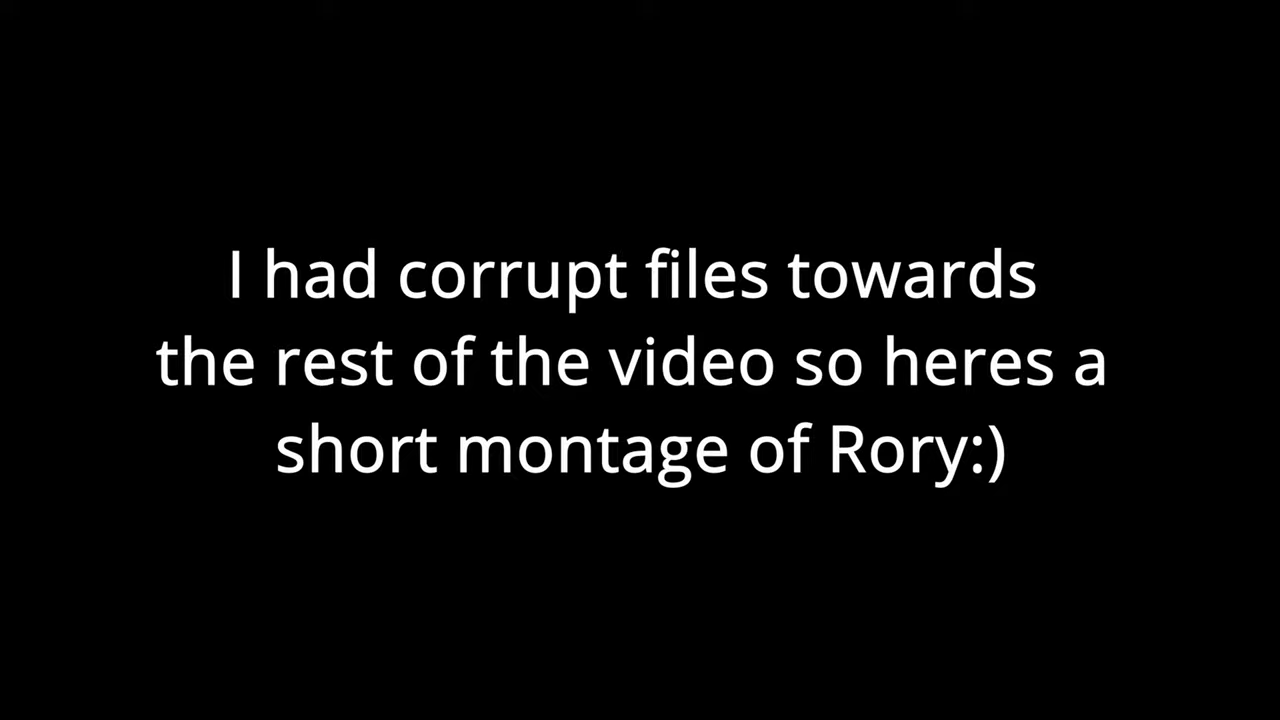 I had corrupt files towards
the rest of the video so heres a
short montage of Rory:)